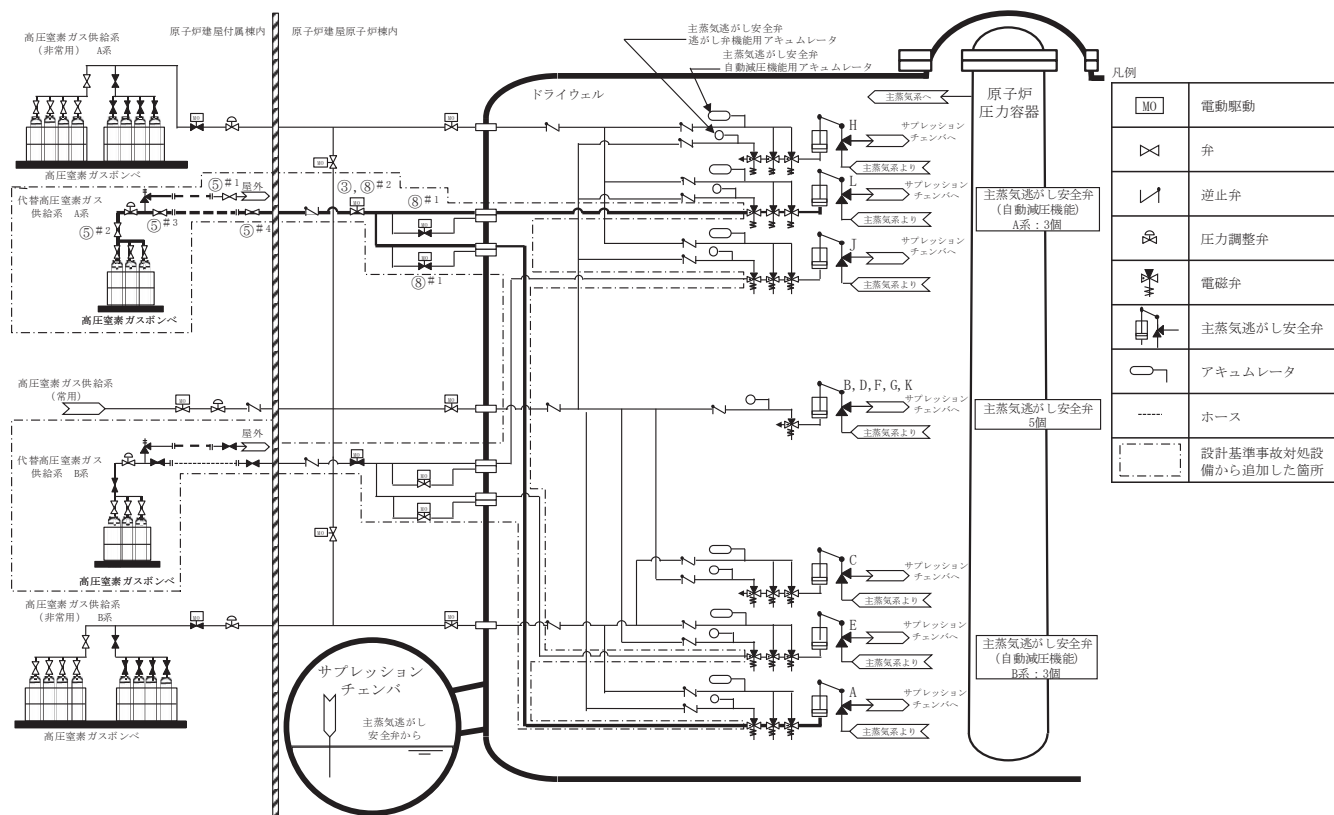 高圧窒素ガス供給系
(非常用) A系
原子炉建屋付属棟内
原子炉建屋原子炉棟内
主蒸気逃がし安全弁
逃がし弁機能用アキュムレータ
主蒸気逃がし安全弁
自動減圧機能用アキュムレータ
ドライウェル
主蒸気系へ
原子炉
圧力容器
凡例
MO
電動駆動
弁
逆止弁
圧力調整弁
電磁弁
主蒸気逃がし安全弁
アキュムレータ
ホース
設計基準事故対処設
備から追加した箇所
MO
MO
MO
高圧窒素ガスボンベ
H
サプレッション
チェンバへ
主蒸気系より
代替高圧窒素ガス
供給系 A系
⑤#1
屋外
③,⑧#2
MO
⑧#1
⑤#2
⑤#3
⑤#4
MO
MO
⑧#1
高圧窒素ガスボンベ
L
サプレッション
チェンバへ
主蒸気系より
主蒸気逃がし安全弁
(自動減圧機能)
A系：3個
J
サプレッション
チェンバへ
主蒸気系より
高圧窒素ガス供給系
(常用)
MO
MO
B,D,F,G,K
サプレッション
チェンバへ
主蒸気系より
主蒸気逃がし安全弁
5個
屋外
代替高圧窒素ガス
供給系 B系
MO
MO
MO
MO
高圧窒素ガスボンベ
C
サプレッション
チェンバへ
主蒸気系より
高圧窒素ガス供給系
(非常用) B系
MO
MO
E
サプレッション
チェンバへ
主蒸気系より
主蒸気逃がし安全弁
(自動減圧機能)
B系：3個
サプレッション
チェンバ
主蒸気逃がし
安全弁から
A
サプレッション
チェンバへ
主蒸気系より
高圧窒素ガスボンベ